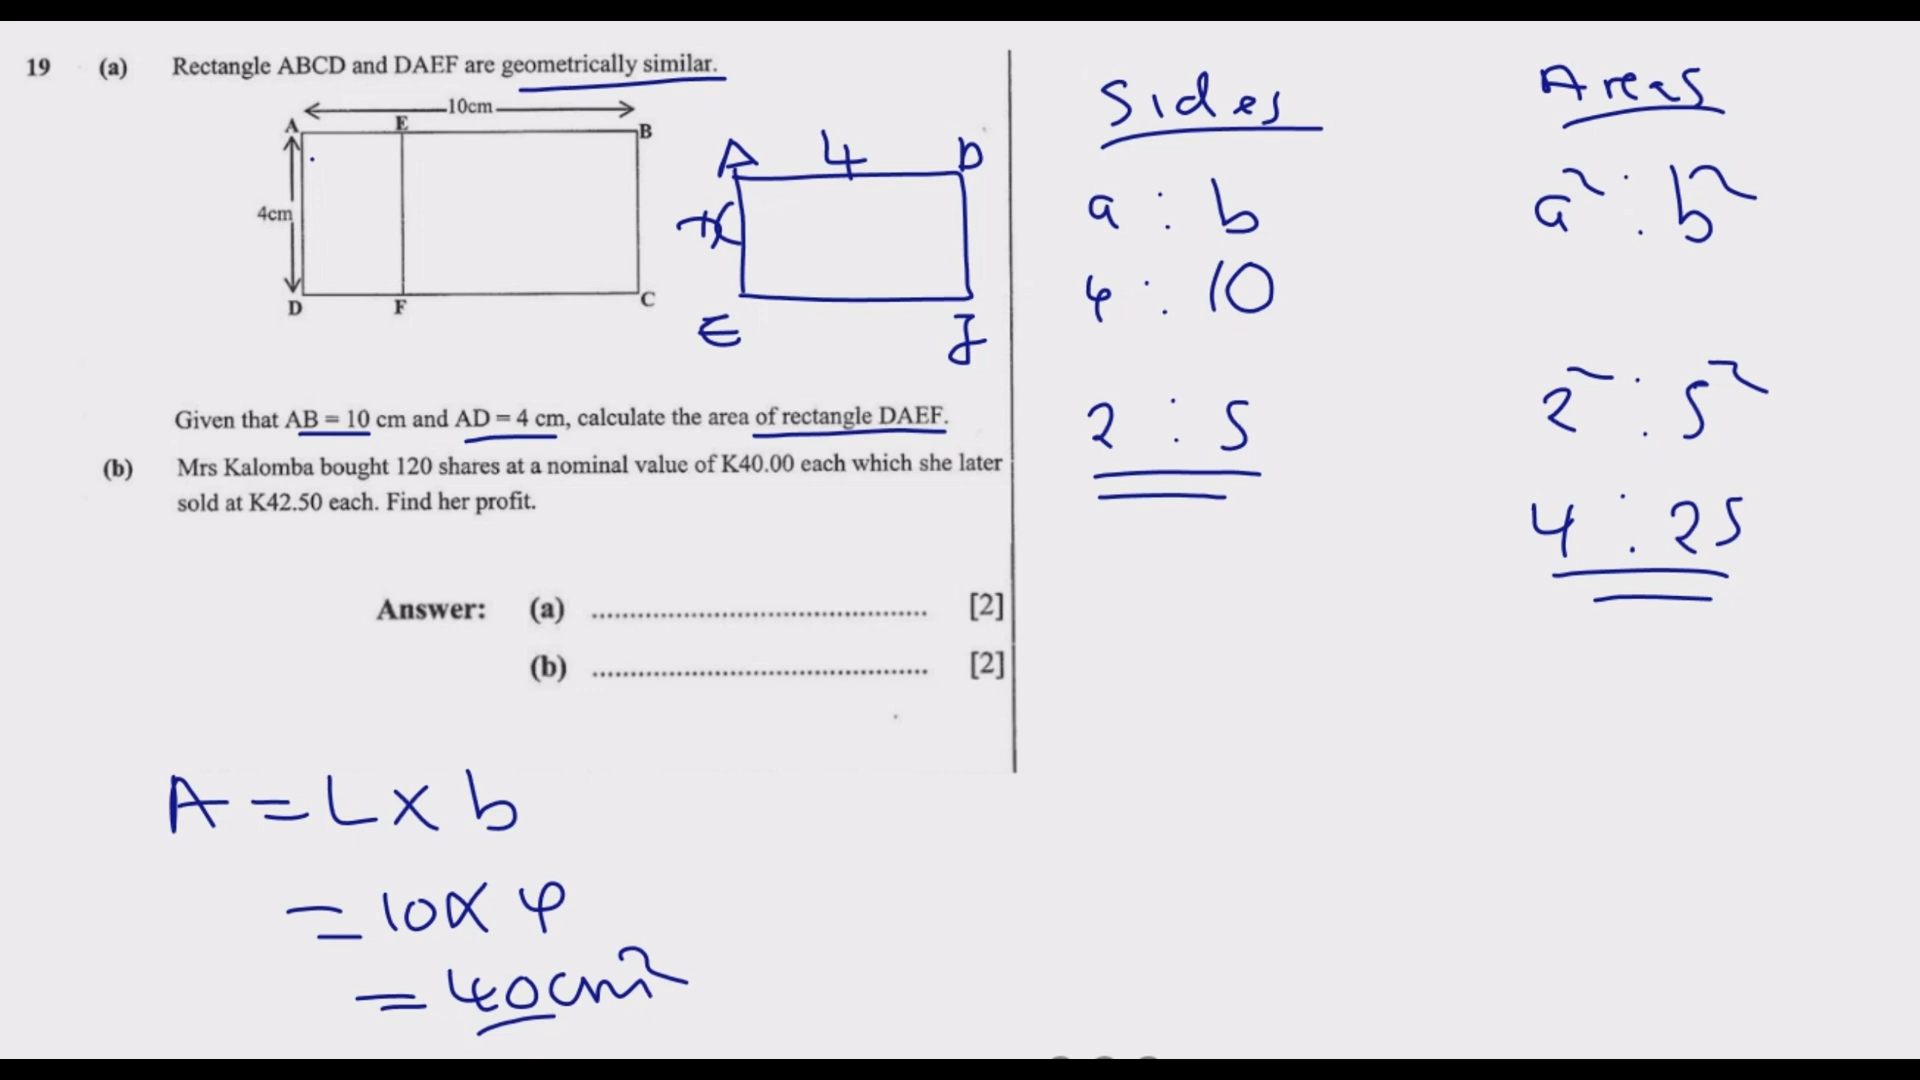 19 (a) Rectangle ABCD and DAEF are geometrically similar.
10cm
A E B
4cm
D F C
A 4 D
x
E F
Given that AB = 10 cm and AD = 4 cm, calculate the area of rectangle DAEF.
(b) Mrs Kalomba bought 120 shares at a nominal value of K40.00 each which she later
sold at K42.50 each. Find her profit.
Answer: (a) ........................................ [2]
(b) ........................................ [2]
A = L x b
= 10 x 4
= 40cm²
Sides
a : b
4 : 10
2 : 5
Areas
a² : b²
2² : 5²
4 : 25